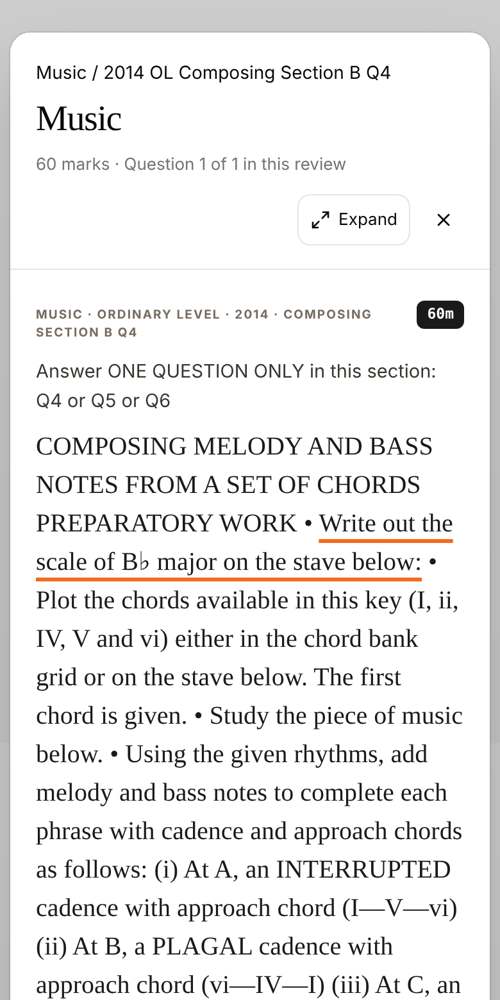 Music / 2014 OL Composing Section B Q4
Music
60 marks · Question 1 of 1 in this review
Expand
MUSIC · ORDINARY LEVEL · 2014 · COMPOSING
SECTION B Q4
60m
Answer ONE QUESTION ONLY in this section:
Q4 or Q5 or Q6
COMPOSING MELODY AND BASS
NOTES FROM A SET OF CHORDS
PREPARATORY WORK • Write out the
scale of B♭ major on the stave below: •
Plot the chords available in this key (I, ii,
IV, V and vi) either in the chord bank
grid or on the stave below. The first
chord is given. • Study the piece of music
below. • Using the given rhythms, add
melody and bass notes to complete each
phrase with cadence and approach chords
as follows: (i) At A, an INTERRUPTED
cadence with approach chord (I—V—vi)
(ii) At B, a PLAGAL cadence with
approach chord (vi—IV—I) (iii) At C, an